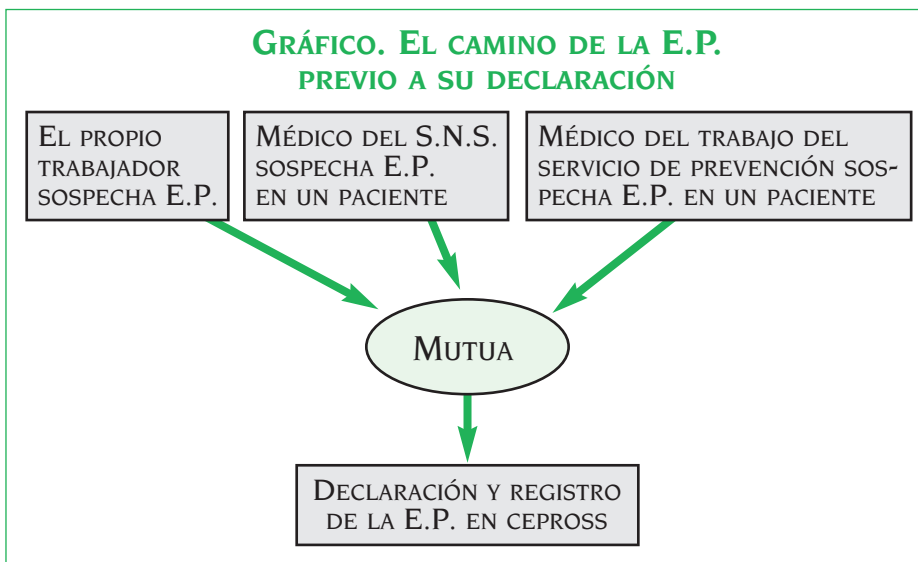 GRÁFICO. EL CAMINO DE LA E.P.
PREVIO A SU DECLARACIÓN
EL PROPIO
TRABAJADOR
SOSPECHA E.P.
MÉDICO DEL S.N.S.
SOSPECHA E.P.
EN UN PACIENTE
MÉDICO DEL TRABAJO DEL
SERVICIO DE PREVENCIÓN SOS-
PECHA E.P. EN UN PACIENTE
MUTUA
DECLARACIÓN Y REGISTRO
DE LA E.P. EN CEPROSS